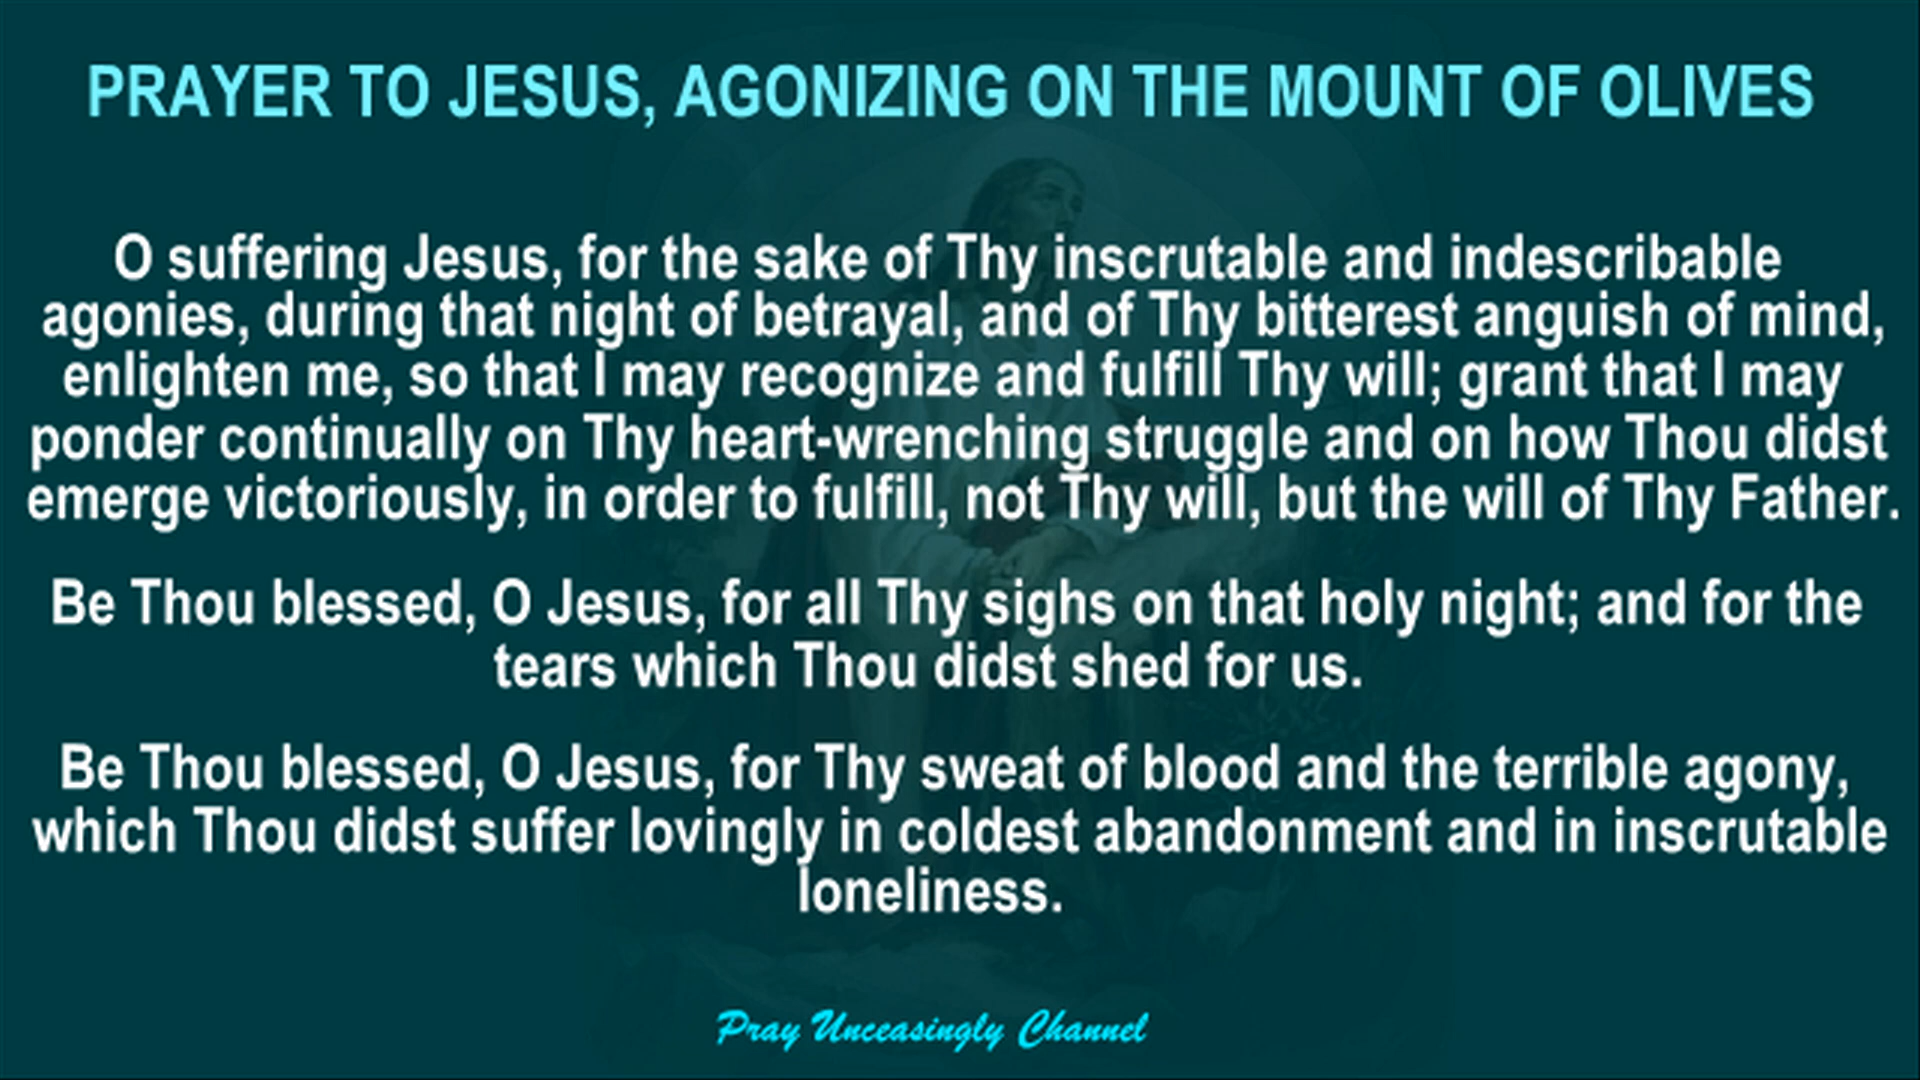 PRAYER TO JESUS, AGONIZING ON THE MOUNT OF OLIVES
O suffering Jesus, for the sake of Thy inscrutable and indescribable
agonies, during that night of betrayal, and of Thy bitterest anguish of mind,
enlighten me, so that I may recognize and fulfill Thy will; grant that I may
ponder continually on Thy heart-wrenching struggle and on how Thou didst
emerge victoriously, in order to fulfill, not Thy will, but the will of Thy Father.
Be Thou blessed, O Jesus, for all Thy sighs on that holy night; and for the
tears which Thou didst shed for us.
Be Thou blessed, O Jesus, for Thy sweat of blood and the terrible agony,
which Thou didst suffer lovingly in coldest abandonment and in inscrutable
loneliness.
Pray Unceasingly Channel